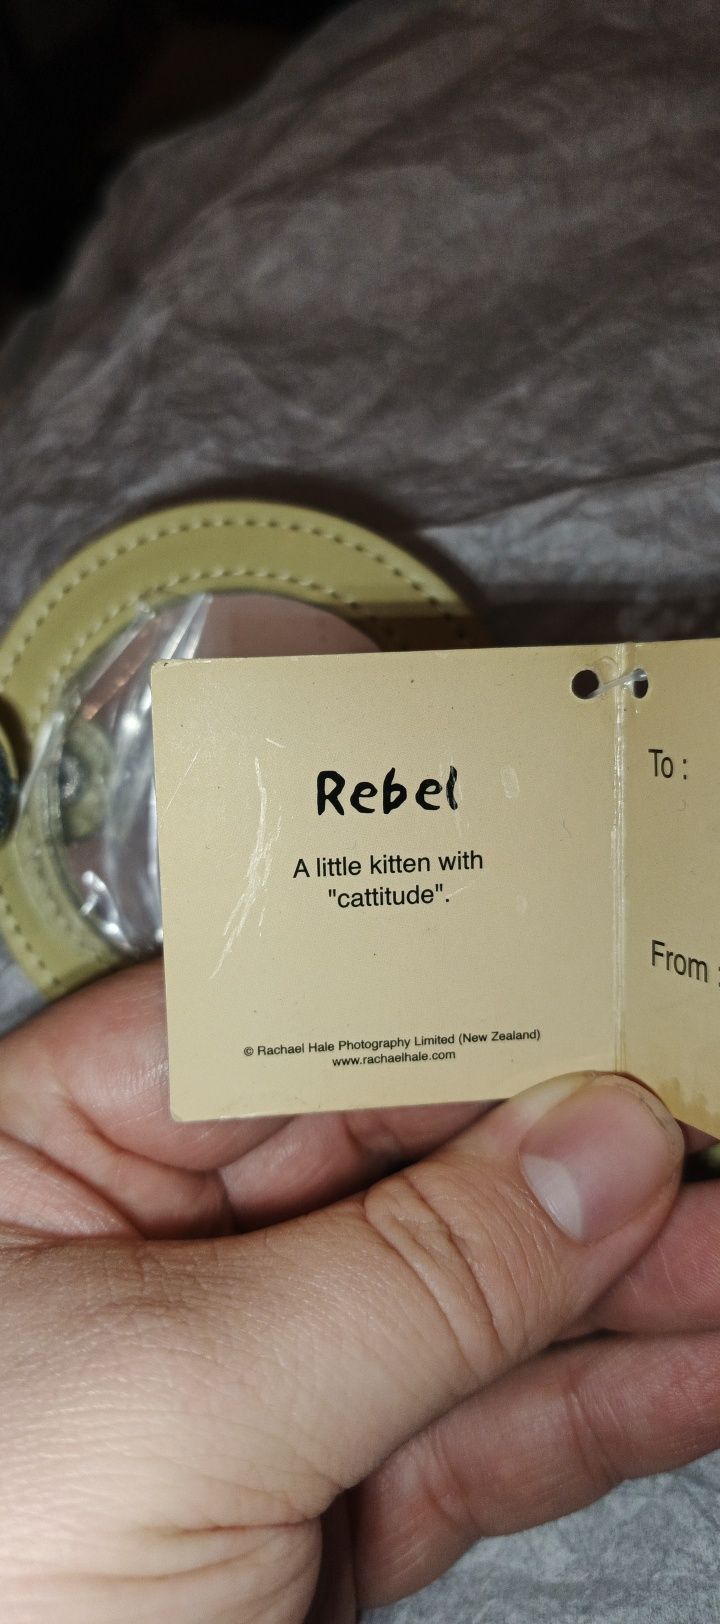 Rebel
A little kitten with
"cattitude".
© Rachael Hale Photography Limited (New Zealand)
www.rachaelhale.com
To :
From :